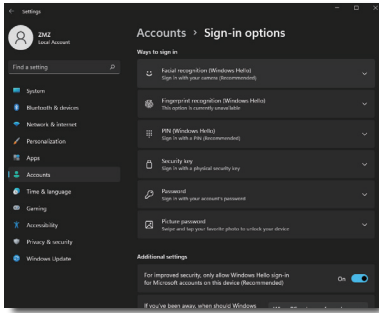 Settings
ZMZ
Local Account
Find a setting
System
Bluetooth & devices
Network & internet
Personalization
Apps
Accounts
Time & language
Gaming
Accessibility
Privacy & security
Windows Update
Accounts > Sign-in options
Ways to sign in
Facial recognition (Windows Hello)
Sign in with your camera (Recommended)
Fingerprint recognition (Windows Hello)
This option is currently unavailable
PIN (Windows Hello)
Sign in with a PIN (Recommended)
Security key
Sign in with a physical security key
Password
Sign in with your account's password
Picture password
Swipe and tap your favorite photo to unlock your device
Additional settings
For improved security, only allow Windows Hello sign-in
for Microsoft accounts on this device (Recommended)
On
If you've been away, when should Windows